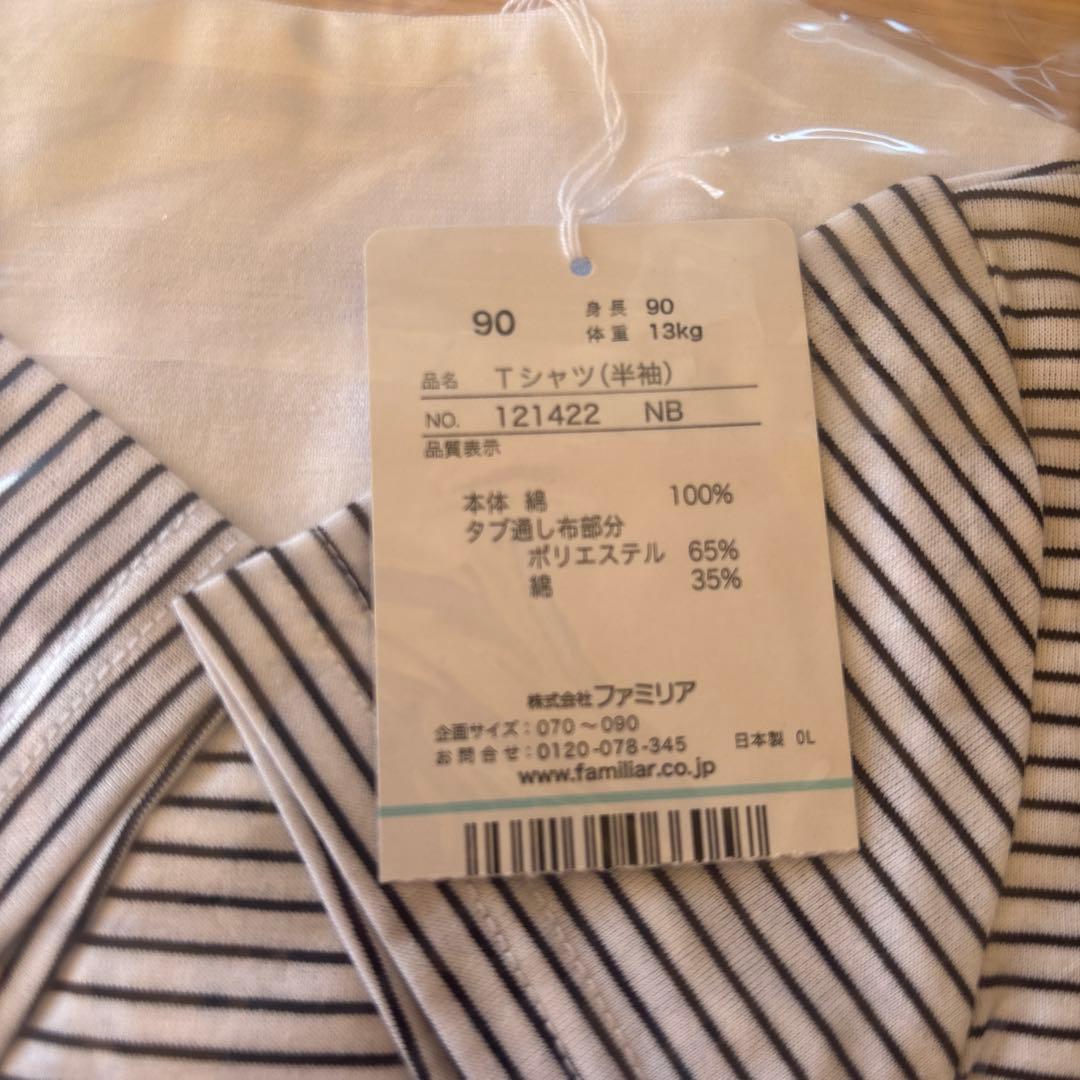 90
身長 90
体重 13kg
品名 Tシャツ(半袖)
NO. 121422 NB
品質表示
本体 綿 100%
タブ通し布部分
ポリエステル 65%
綿 35%
株式会社ファミリア
企画サイズ:070～090
お問合せ:0120-078-345 日本製 0L
www.familiar.co.jp